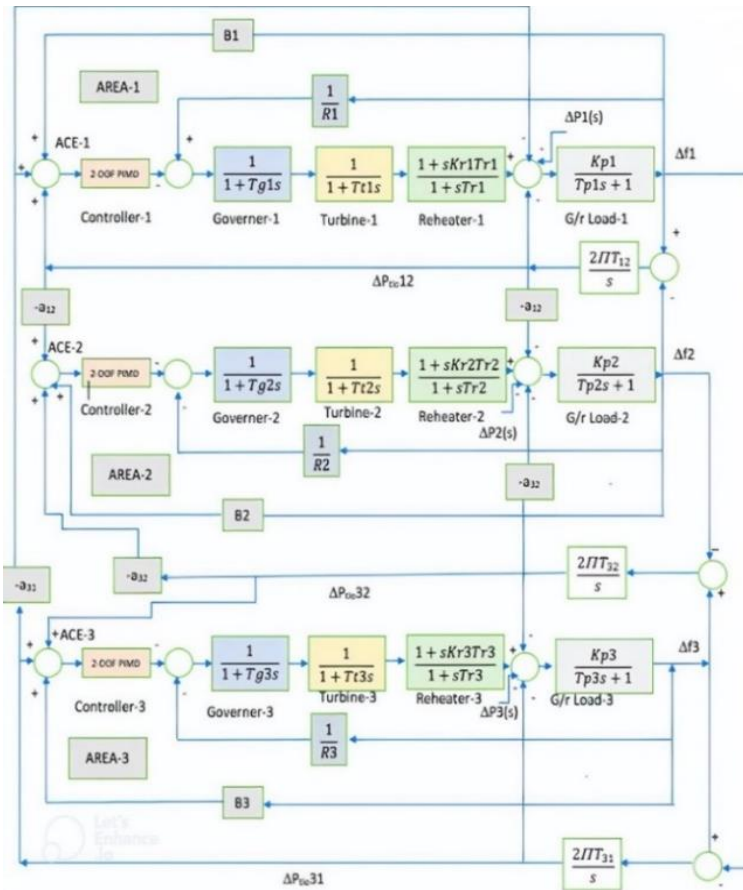 B1
AREA-1
1
R1
ΔP1(s)
+
+
-
-
-
ACE-1
Δf1
+
2-DOF PIMD
-
1
1 + Tg1s
1
1 + Tt1s
1 + sKr1Tr1
1 + sTr1
+
-
Kp1
Tp1s + 1
+
Controller-1
Governer-1
Turbine-1
Reheater-1
G/r Load-1
+
2ΠT12
s
ΔPtie12
-
-a12
-a12
+
ACE-2
Δf2
2-DOF PIMD
-
1
1 + Tg2s
1
1 + Tt2s
1 + sKr2Tr2
1 + sTr2
+
-
Kp2
Tp2s + 1
+
+
Controller-2
-
Governer-2
Turbine-2
Reheater-2
-
-
G/r Load-2
ΔP2(s)
1
R2
AREA-2
-a32
B2
-a31
-a32
2ΠT32
s
-
+
ΔPtie32
+
ACE-3
-
+
2-DOF PIMD
-
1
1 + Tg3s
1
1 + Tt3s
1 + sKr3Tr3
1 + sTr3
+
Kp3
Tp3s + 1
Δf3
+
Controller-3
-
Governer-3
Turbine-3
Reheater-3
-
-
G/r Load-3
ΔP3(s)
1
R3
AREA-3
B3
Let's
Enhance
.io
+
2ΠT31
s
ΔPtie31
-